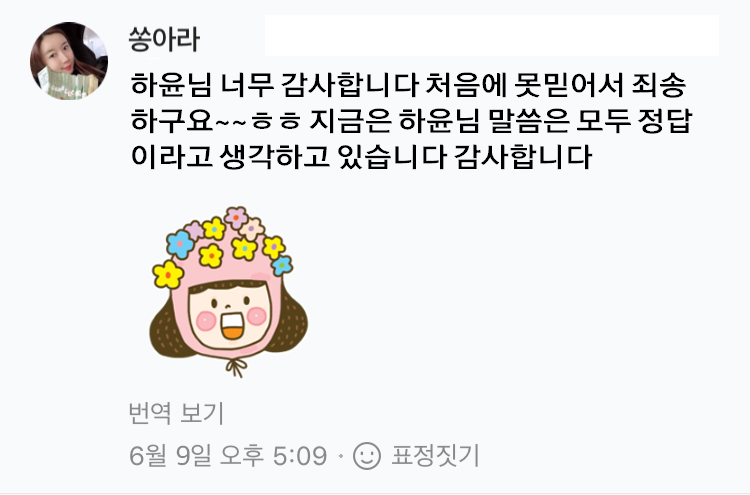 쏭아라
하윤님 너무 감사합니다 처음에 못믿어서 죄송
하구요~~ㅎㅎ 지금은 하윤님 말씀은 모두 정답
이라고 생각하고 있습니다 감사합니다
번역 보기
6월 9일 오후 5:09 · 표정짓기